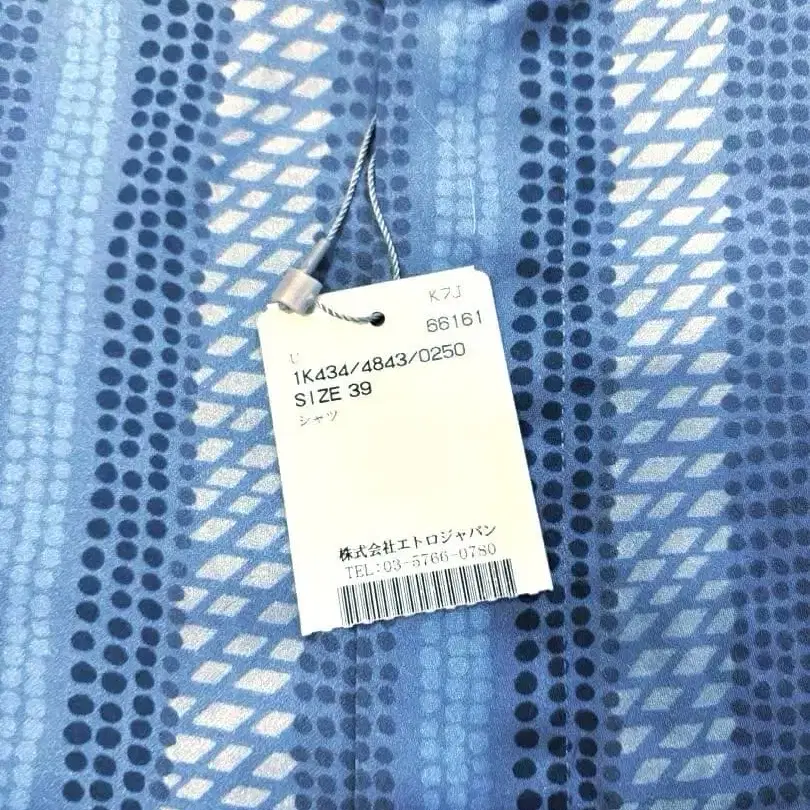 K7J
66161
U
1K434/4843/0250
SIZE 39
シャツ
株式会社エトロジャパン
TEL:03-5766-0780